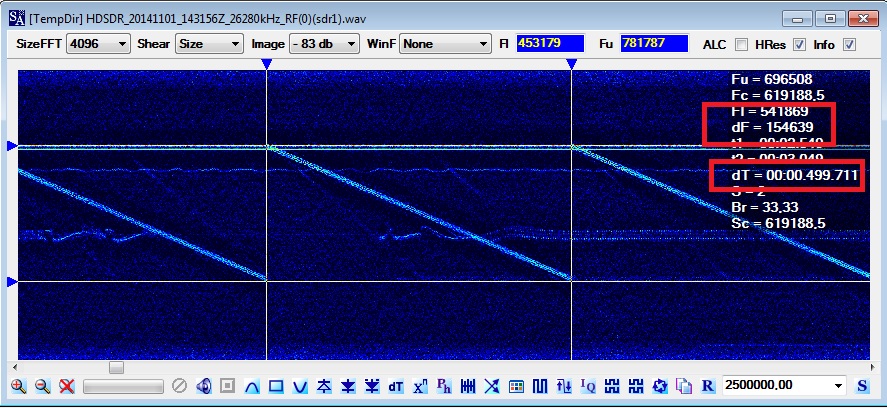 [TempDir] HDSDR_20141101_143156Z_26280kHz_RF(0)(sdr1).wav
SizeFFT 4096 Shear Size Image - 83 db WinF None Fl 453179 Fu 781787 ALC HRes Info
Fu = 696508
Fc = 619188,5
Fl = 541869
dF = 154639
t1 = 00:02.549
t2 = 00:03.049
dT = 00:00.499.711
S = 2
Br = 33,33
Sc = 619188,5
dT xn Ph IQ R 2500000,00 S